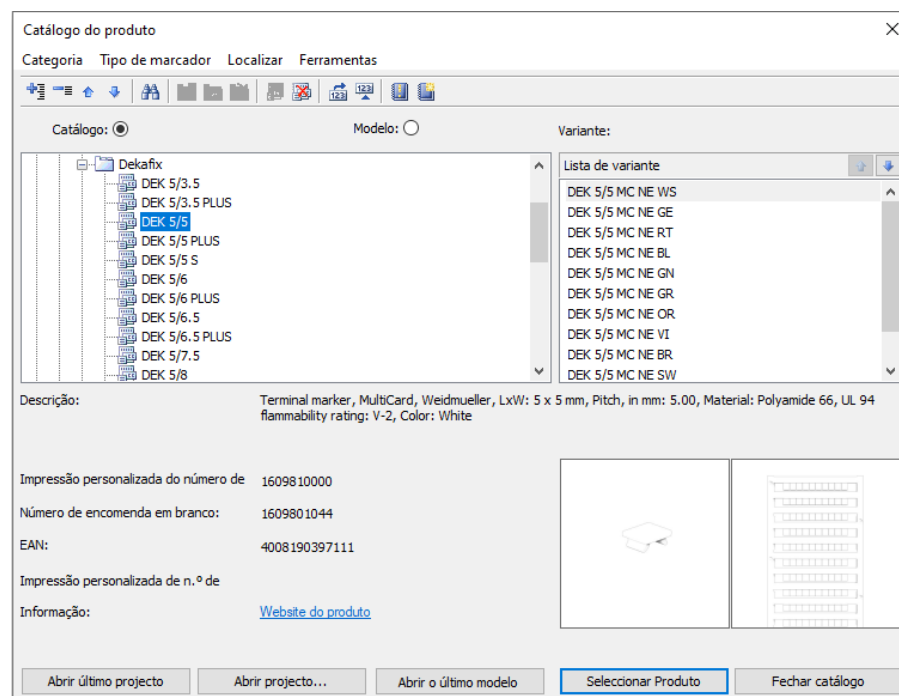 Catálogo do produto
Categoria Tipo de marcador Localizar Ferramentas
Catálogo: Modelo: Variante:
Dekafix
DEK 5/3.5
DEK 5/3.5 PLUS
DEK 5/5
DEK 5/5 PLUS
DEK 5/5 S
DEK 5/6
DEK 5/6 PLUS
DEK 5/6.5
DEK 5/6.5 PLUS
DEK 5/7.5
DEK 5/8
Lista de variante
DEK 5/5 MC NE WS
DEK 5/5 MC NE GE
DEK 5/5 MC NE RT
DEK 5/5 MC NE BL
DEK 5/5 MC NE GN
DEK 5/5 MC NE GR
DEK 5/5 MC NE OR
DEK 5/5 MC NE VI
DEK 5/5 MC NE BR
DEK 5/5 MC NE SW
Descrição: Terminal marker, MultiCard, Weidmueller, LxW: 5 x 5 mm, Pitch, in mm: 5.00, Material: Polyamide 66, UL 94
flammability rating: V-2, Color: White
Impressão personalizada do número de 1609810000
Número de encomenda em branco: 1609801044
EAN: 4008190397111
Impressão personalizada de n.º de
Informação: Website do produto
Abrir último projecto Abrir projecto... Abrir o último modelo Seleccionar Produto Fechar catálogo